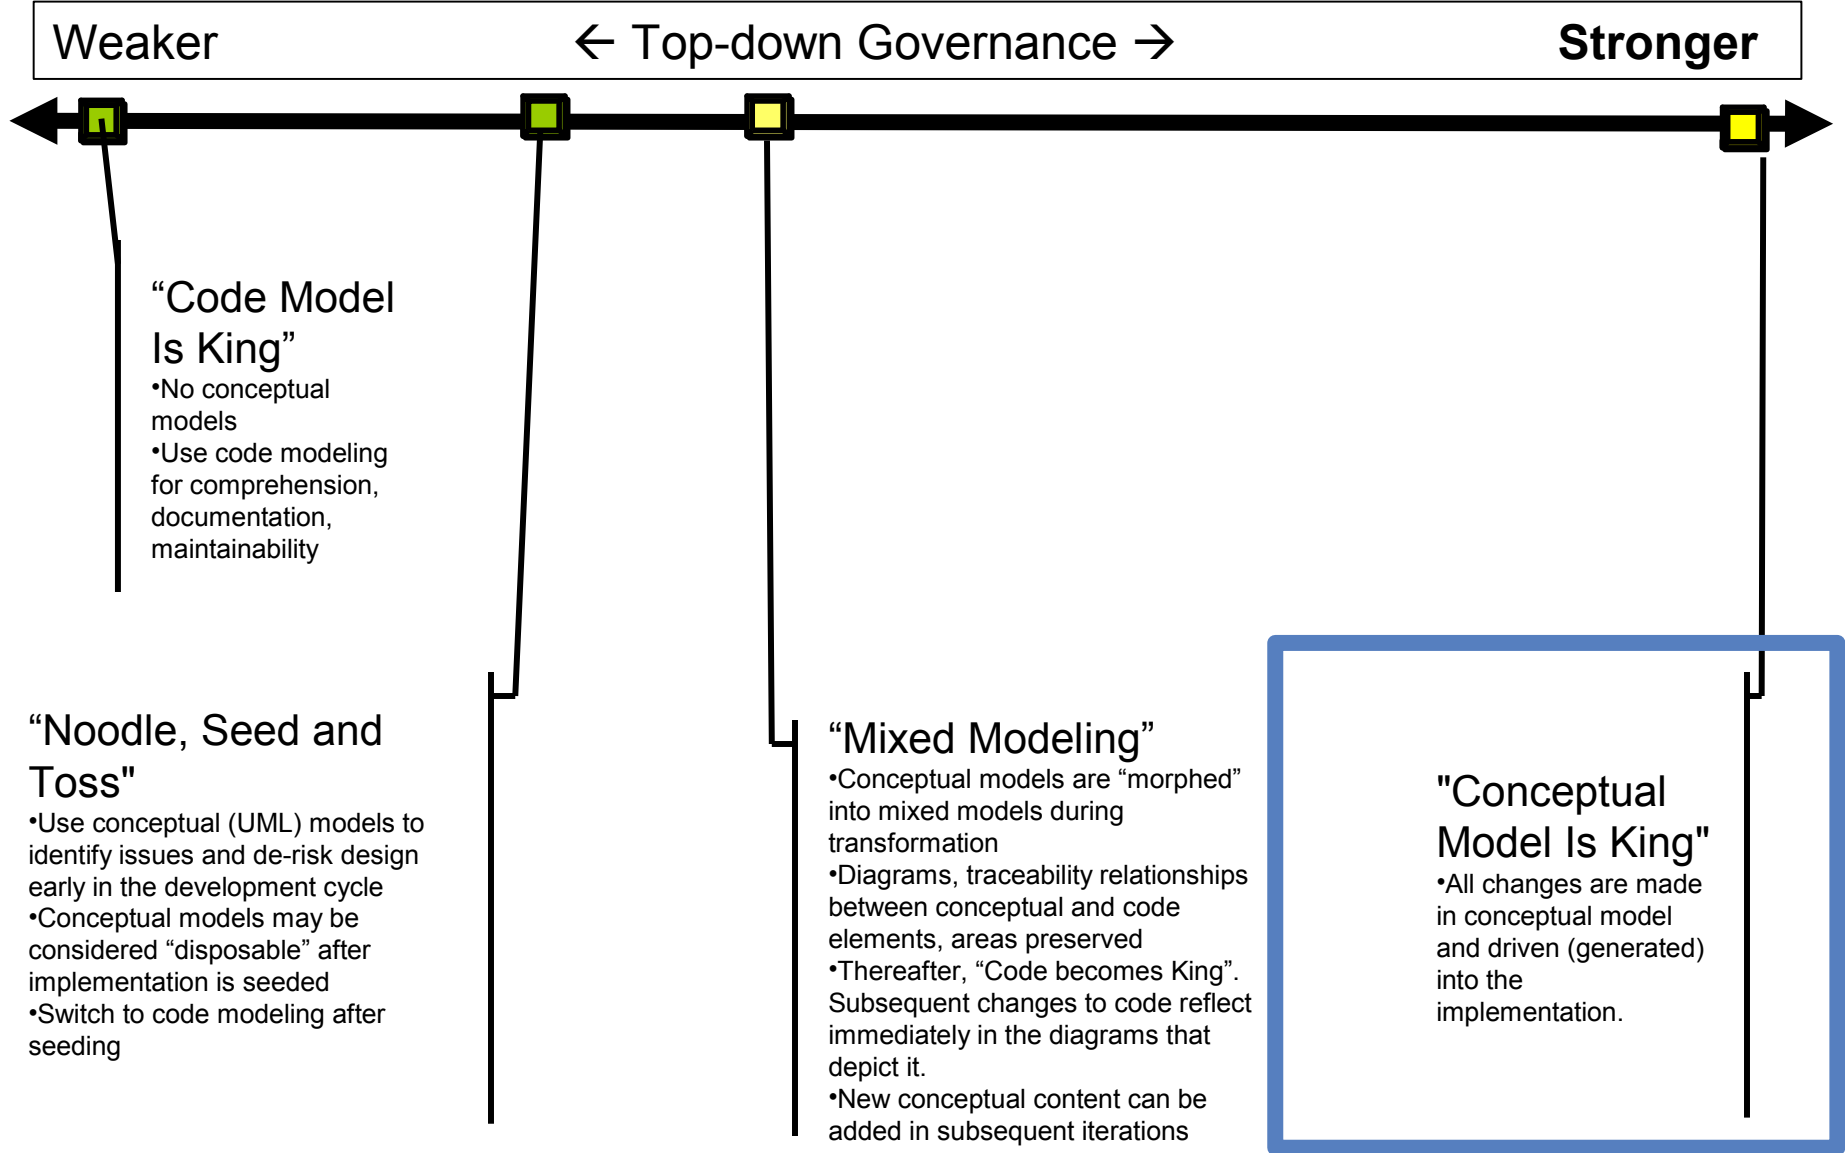 Weaker ← Top-down Governance → Stronger
“Code Model
Is King”
•No conceptual
models
•Use code modeling
for comprehension,
documentation,
maintainability
“Noodle, Seed and
Toss"
•Use conceptual (UML) models to
identify issues and de-risk design
early in the development cycle
•Conceptual models may be
considered “disposable” after
implementation is seeded
•Switch to code modeling after
seeding
“Mixed Modeling”
•Conceptual models are “morphed”
into mixed models during
transformation
•Diagrams, traceability relationships
between conceptual and code
elements, areas preserved
•Thereafter, “Code becomes King”.
Subsequent changes to code reflect
immediately in the diagrams that
depict it.
•New conceptual content can be
added in subsequent iterations
"Conceptual
Model Is King"
•All changes are made
in conceptual model
and driven (generated)
into the
implementation.